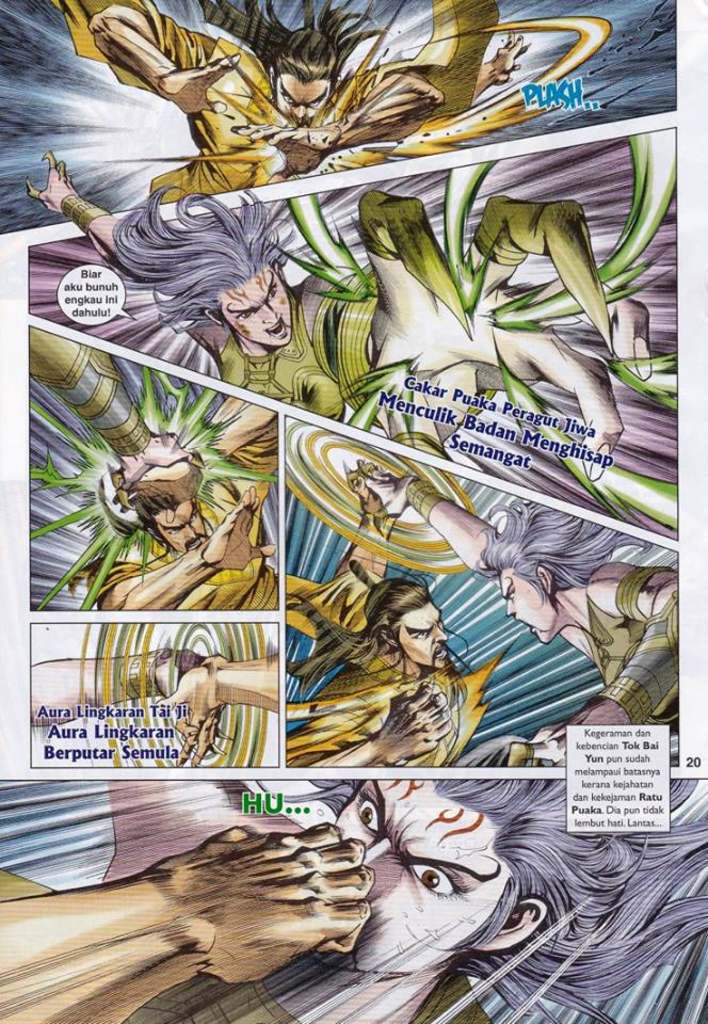 PLASH..
Biar
aku bunuh
engkau ini
dahulu!
Cakar Puaka Peragut Jiwa
Menculik Badan Menghisap
Semangat
Aura Lingkaran Tài Ji
Aura Lingkaran
Berputar Semula
Kegeraman dan
kebencian Tok Bai
Yun pun sudah
melampaui batasnya
kerana kejahatan
dan kekejaman Ratu
Puaka. Dia pun tidak
lembut hati. Lantas...
20
HU...